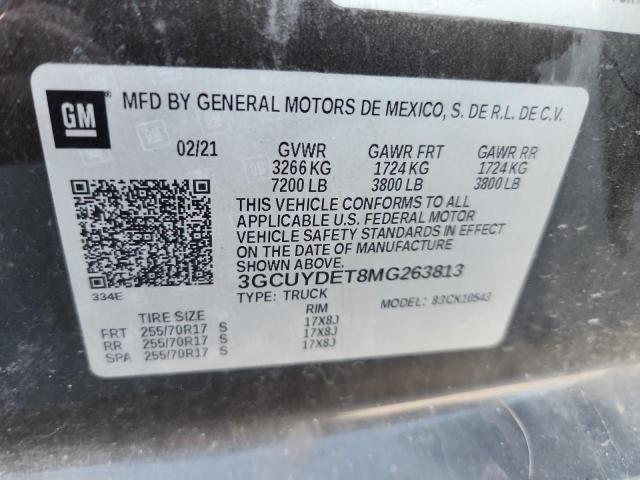 GM ®
MFD BY GENERAL MOTORS DE MEXICO, S. DE R.L. DE C.V.
02/21 GVWR GAWR FRT GAWR RR
3266 KG 1724 KG 1724 KG
7200 LB 3800 LB 3800 LB
THIS VEHICLE CONFORMS TO ALL
APPLICABLE U.S. FEDERAL MOTOR
VEHICLE SAFETY STANDARDS IN EFFECT
ON THE DATE OF MANUFACTURE
SHOWN ABOVE.
334E
3GCUYDET8MG263813
TYPE: TRUCK MODEL: 83CK10543
TIRE SIZE RIM
FRT 255/70R17 S 17X8J
RR 255/70R17 S 17X8J
SPA 255/70R17 S 17X8J